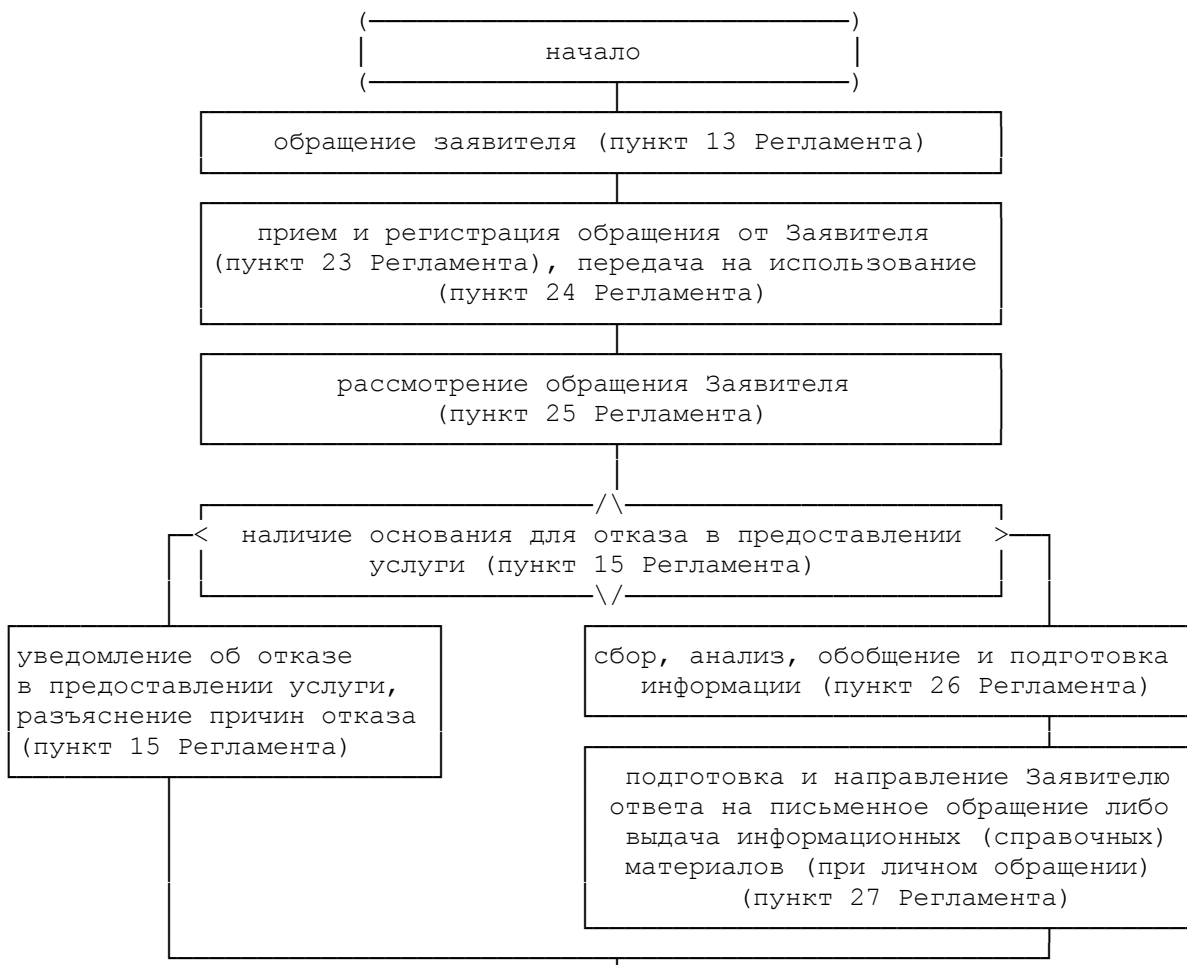 начало
обращение заявителя (пункт 13 Регламента)
прием и регистрация обращения от Заявителя
(пункт 23 Регламента), передача на использование
(пункт 24 Регламента)
рассмотрение обращения Заявителя
(пункт 25 Регламента)
наличие основания для отказа в предоставлении
услуги (пункт 15 Регламента)
уведомление об отказе
в предоставлении услуги,
разъяснение причин отказа
(пункт 15 Регламента)
сбор, анализ, обобщение и подготовка
информации (пункт 26 Регламента)
подготовка и направление Заявителю
ответа на письменное обращение либо
выдача информационных (справочных)
материалов (при личном обращении)
(пункт 27 Регламента)